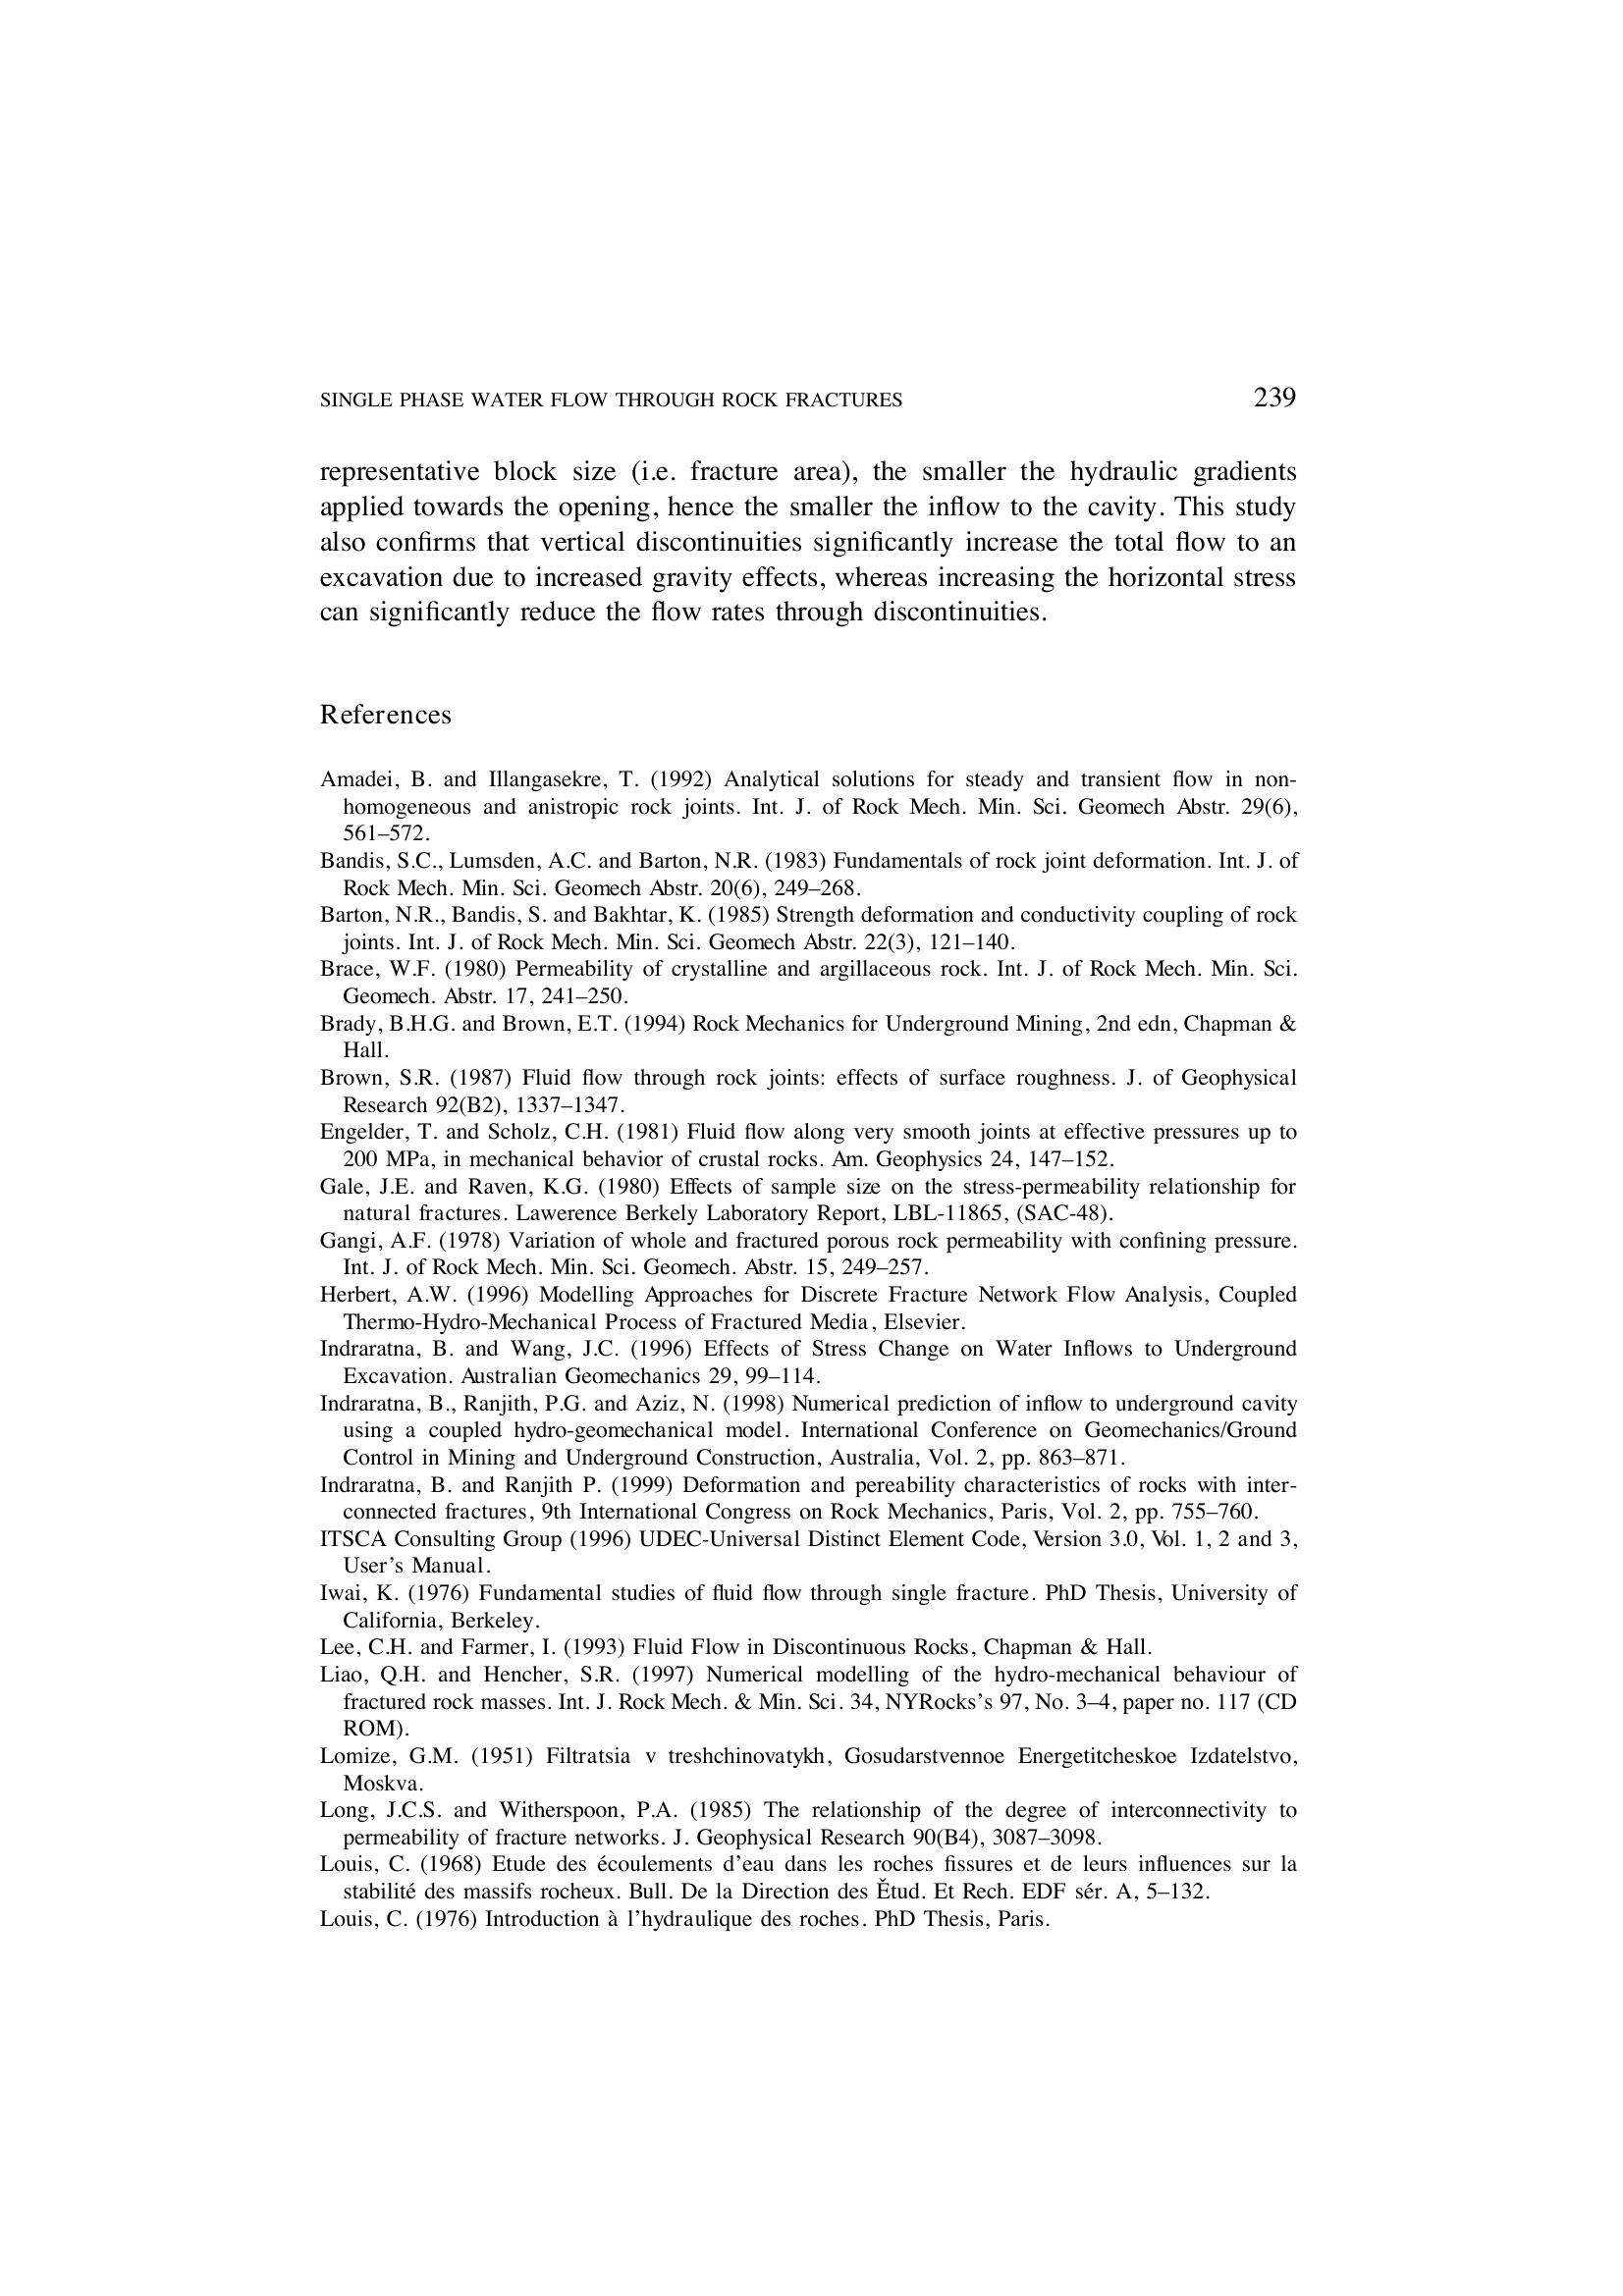 SINGLE PHASE WATER FLOW THROUGH ROCK FRACTURES 239
representative block size (i.e. fracture area), the smaller the hydraulic gradients
applied towards the opening, hence the smaller the inflow to the cavity. This study
also confirms that vertical discontinuities significantly increase the total flow to an
excavation due to increased gravity effects, whereas increasing the horizontal stress
can significantly reduce the flow rates through discontinuities.
References
Amadei, B. and Illangasekre, T. (1992) Analytical solutions for steady and transient flow in non-
homogeneous and anistropic rock joints. Int. J. of Rock Mech. Min. Sci. Geomech Abstr. 29(6),
561–572.
Bandis, S.C., Lumsden, A.C. and Barton, N.R. (1983) Fundamentals of rock joint deformation. Int. J. of
Rock Mech. Min. Sci. Geomech Abstr. 20(6), 249–268.
Barton, N.R., Bandis, S. and Bakhtar, K. (1985) Strength deformation and conductivity coupling of rock
joints. Int. J. of Rock Mech. Min. Sci. Geomech Abstr. 22(3), 121–140.
Brace, W.F. (1980) Permeability of crystalline and argillaceous rock. Int. J. of Rock Mech. Min. Sci.
Geomech. Abstr. 17, 241–250.
Brady, B.H.G. and Brown, E.T. (1994) Rock Mechanics for Underground Mining, 2nd edn, Chapman &
Hall.
Brown, S.R. (1987) Fluid flow through rock joints: effects of surface roughness. J. of Geophysical
Research 92(B2), 1337–1347.
Engelder, T. and Scholz, C.H. (1981) Fluid flow along very smooth joints at effective pressures up to
200 MPa, in mechanical behavior of crustal rocks. Am. Geophysics 24, 147–152.
Gale, J.E. and Raven, K.G. (1980) Effects of sample size on the stress-permeability relationship for
natural fractures. Lawerence Berkely Laboratory Report, LBL-11865, (SAC-48).
Gangi, A.F. (1978) Variation of whole and fractured porous rock permeability with confining pressure.
Int. J. of Rock Mech. Min. Sci. Geomech. Abstr. 15, 249–257.
Herbert, A.W. (1996) Modelling Approaches for Discrete Fracture Network Flow Analysis, Coupled
Thermo-Hydro-Mechanical Process of Fractured Media, Elsevier.
Indraratna, B. and Wang, J.C. (1996) Effects of Stress Change on Water Inflows to Underground
Excavation. Australian Geomechanics 29, 99–114.
Indraratna, B., Ranjith, P.G. and Aziz, N. (1998) Numerical prediction of inflow to underground cavity
using a coupled hydro-geomechanical model. International Conference on Geomechanics/Ground
Control in Mining and Underground Construction, Australia, Vol. 2, pp. 863–871.
Indraratna, B. and Ranjith P. (1999) Deformation and pereability characteristics of rocks with inter-
connected fractures, 9th International Congress on Rock Mechanics, Paris, Vol. 2, pp. 755–760.
ITSCA Consulting Group (1996) UDEC-Universal Distinct Element Code, Version 3.0, Vol. 1, 2 and 3,
User's Manual.
Iwai, K. (1976) Fundamental studies of fluid flow through single fracture. PhD Thesis, University of
California, Berkeley.
Lee, C.H. and Farmer, I. (1993) Fluid Flow in Discontinuous Rocks, Chapman & Hall.
Liao, Q.H. and Hencher, S.R. (1997) Numerical modelling of the hydro-mechanical behaviour of
fractured rock masses. Int. J. Rock Mech. & Min. Sci. 34, NYRocks's 97, No. 3–4, paper no. 117 (CD
ROM).
Lomize, G.M. (1951) Filtratsia v treshchinovatykh, Gosudarstvennoe Energetitcheskoe Izdatelstvo,
Moskva.
Long, J.C.S. and Witherspoon, P.A. (1985) The relationship of the degree of interconnectivity to
permeability of fracture networks. J. Geophysical Research 90(B4), 3087–3098.
Louis, C. (1968) Etude des écoulements d'eau dans les roches fissures et de leurs influences sur la
stabilité des massifs rocheux. Bull. De la Direction des Ětud. Et Rech. EDF sér. A, 5–132.
Louis, C. (1976) Introduction à l'hydraulique des roches. PhD Thesis, Paris.